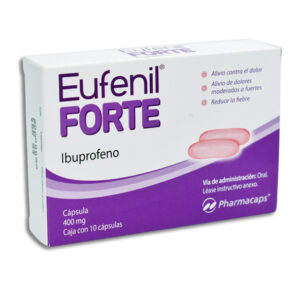 Eufenil®
FORTE
Ibuprofeno
Cápsula
400 mg
Caja con 10 cápsulas
Alivio contra el dolor
Alivio de dolores
moderados a fuertes
Reduce la fiebre
Vía de administración: Oral.
Léase instructivo anexo.
Pharmacaps